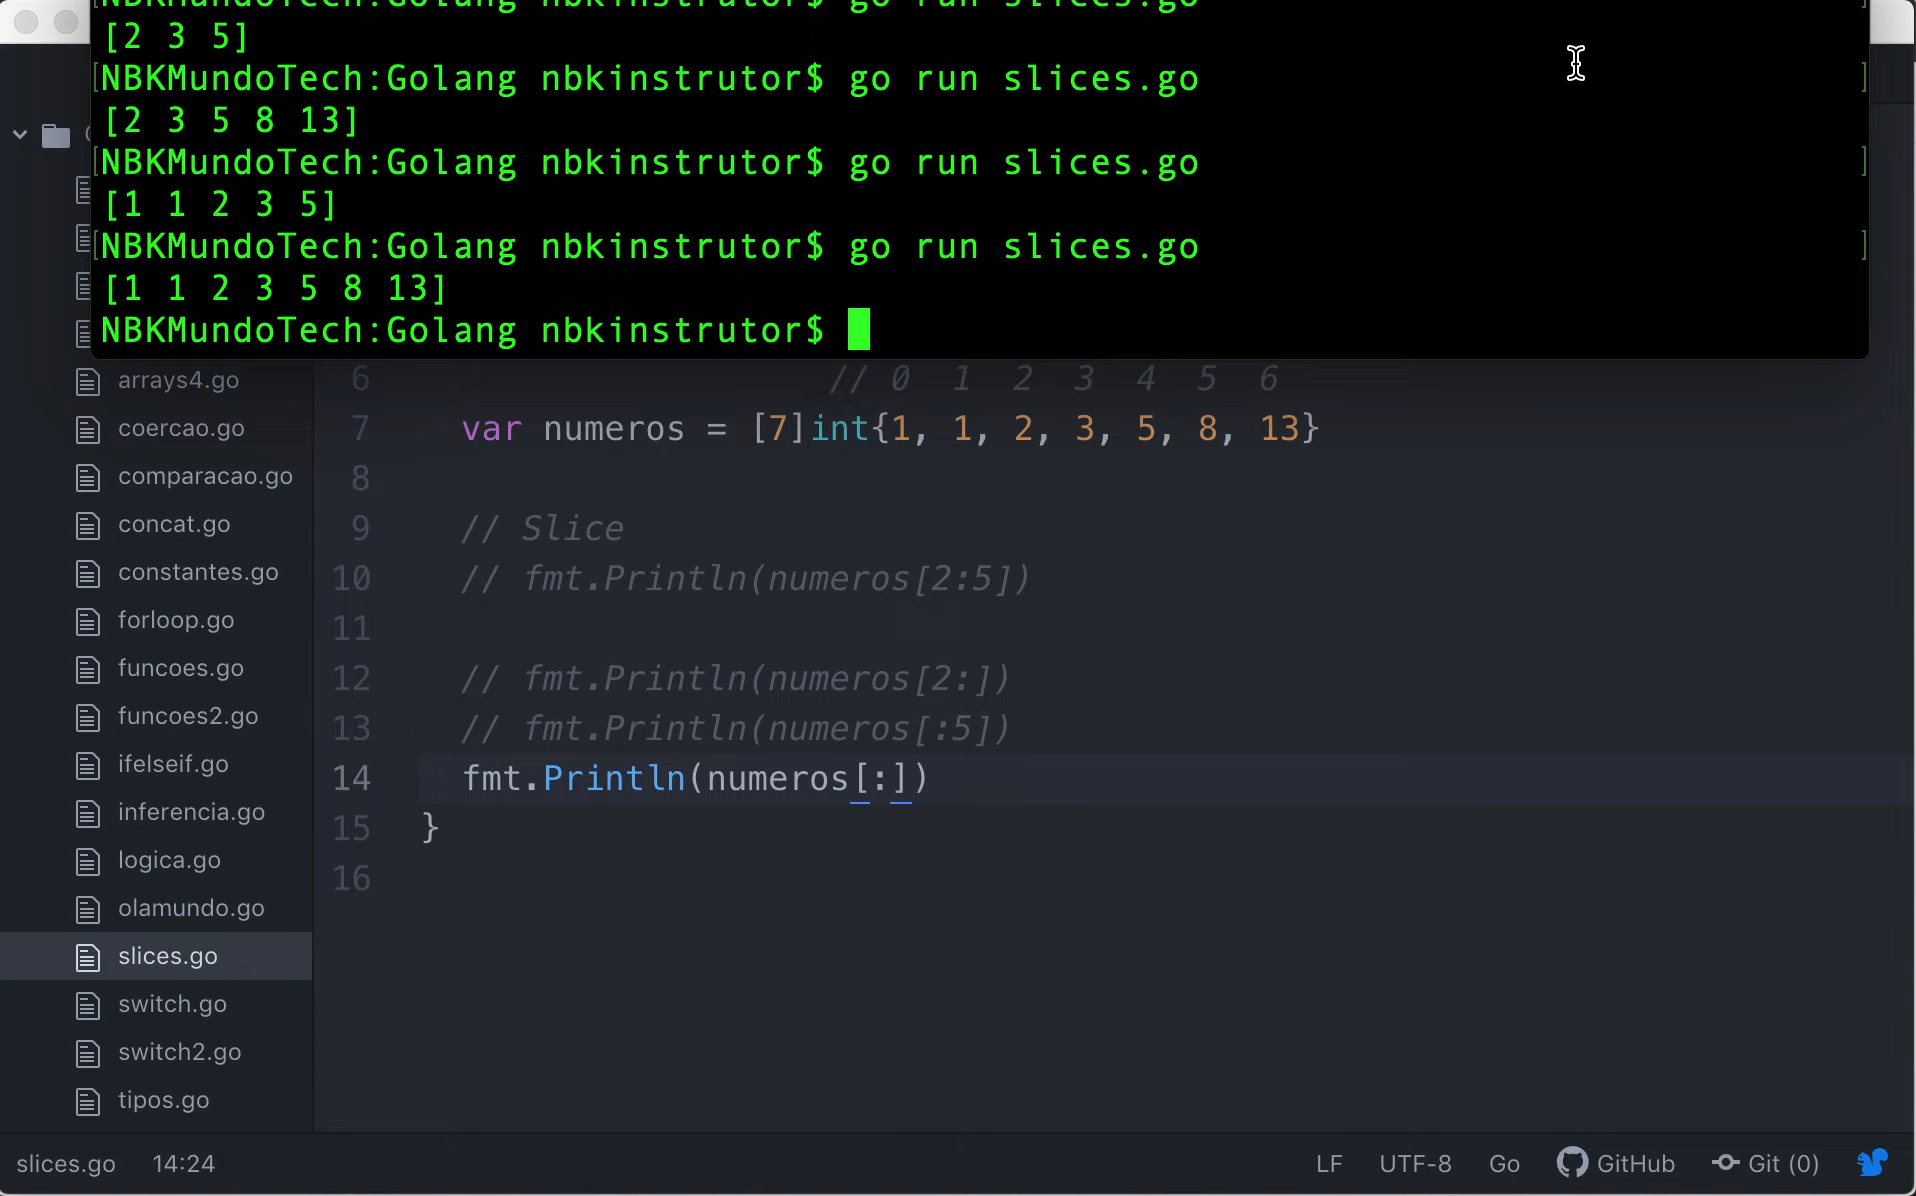 NBKMundoTech:Golang nbkinstrutor$ go run slices.go
[2 3 5]
NBKMundoTech:Golang nbkinstrutor$ go run slices.go
[2 3 5 8 13]
NBKMundoTech:Golang nbkinstrutor$ go run slices.go
[1 1 2 3 5]
NBKMundoTech:Golang nbkinstrutor$ go run slices.go
[1 1 2 3 5 8 13]
NBKMundoTech:Golang nbkinstrutor$
arrays4.go
coercao.go
comparacao.go
concat.go
constantes.go
forloop.go
funcoes.go
funcoes2.go
ifelseif.go
inferencia.go
logica.go
olamundo.go
slices.go
switch.go
switch2.go
tipos.go
6 // 0 1 2 3 4 5 6
7 var numeros = [7]int{1, 1, 2, 3, 5, 8, 13}
8
9 // Slice
10 // fmt.Println(numeros[2:5])
11
12 // fmt.Println(numeros[2:])
13 // fmt.Println(numeros[:5])
14 fmt.Println(numeros[:])
15 }
16
slices.go 14:24 LF UTF-8 Go GitHub Git (0)